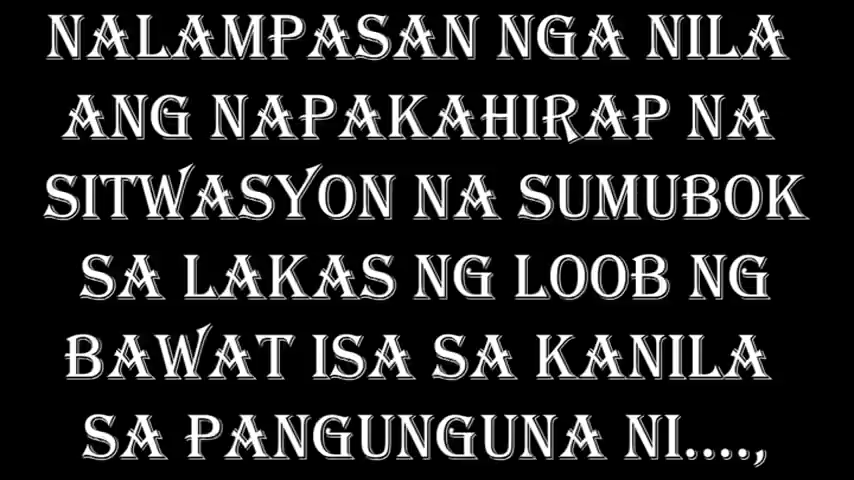 NALAMPASAN NGA NILA
ANG NAPAKAHIRAP NA
SITWASYON NA SUMUBOK
SA LAKAS NG LOOB NG
BAWAT ISA SA KANILA
SA PANGUNGUNA NI....,